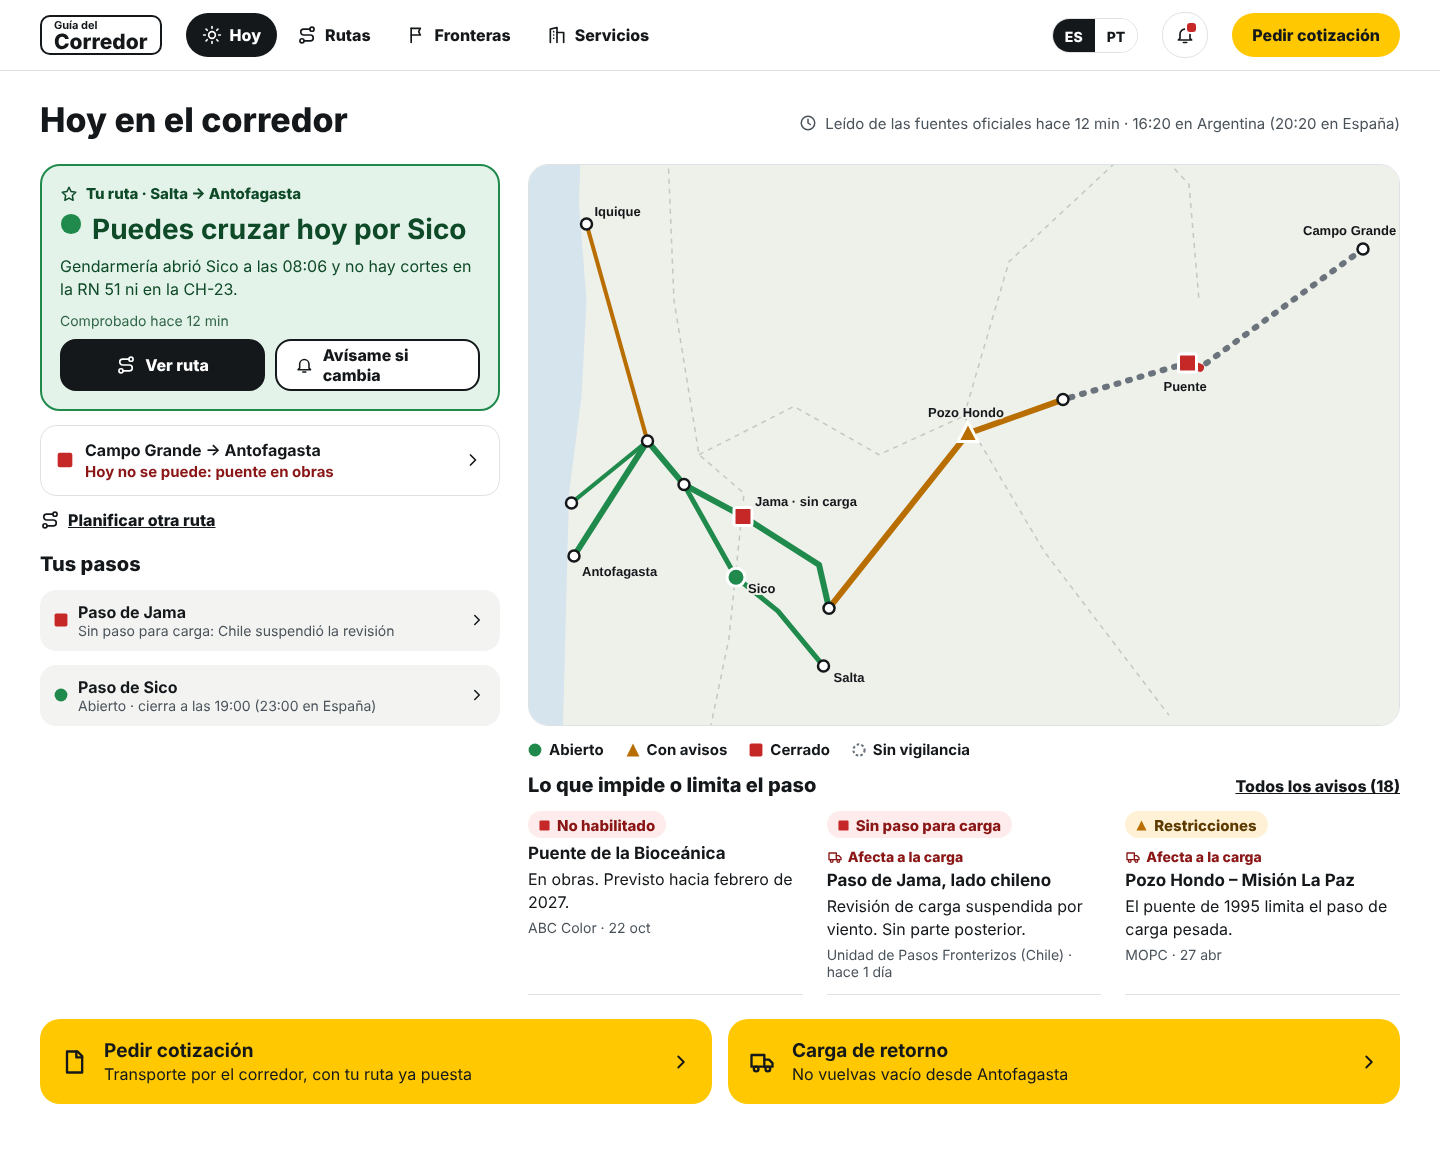 Guía del
Corredor
Hoy
Rutas
Fronteras
Servicios
ES
PT
Pedir cotización
Hoy en el corredor
Leído de las fuentes oficiales hace 12 min · 16:20 en Argentina (20:20 en España)
Tu ruta · Salta → Antofagasta
Puedes cruzar hoy por Sico
Gendarmería abrió Sico a las 08:06 y no hay cortes en
la RN 51 ni en la CH-23.
Comprobado hace 12 min
Ver ruta
Avísame si
cambia
Campo Grande → Antofagasta
Hoy no se puede: puente en obras
Planificar otra ruta
Tus pasos
Paso de Jama
Sin paso para carga: Chile suspendió la revisión
Paso de Sico
Abierto · cierra a las 19:00 (23:00 en España)
Iquique
Campo Grande
Puente
Pozo Hondo
Jama · sin carga
Antofagasta
Sico
Salta
Abierto
Con avisos
Cerrado
Sin vigilancia
Lo que impide o limita el paso
Todos los avisos (18)
No habilitado
Puente de la Bioceánica
En obras. Previsto hacia febrero de
2027.
ABC Color · 22 oct
Sin paso para carga
Afecta a la carga
Paso de Jama, lado chileno
Revisión de carga suspendida por
viento. Sin parte posterior.
Unidad de Pasos Fronterizos (Chile) ·
hace 1 día
Restricciones
Afecta a la carga
Pozo Hondo – Misión La Paz
El puente de 1995 limita el paso de
carga pesada.
MOPC · 27 abr
Pedir cotización
Transporte por el corredor, con tu ruta ya puesta
Carga de retorno
No vuelvas vacío desde Antofagasta